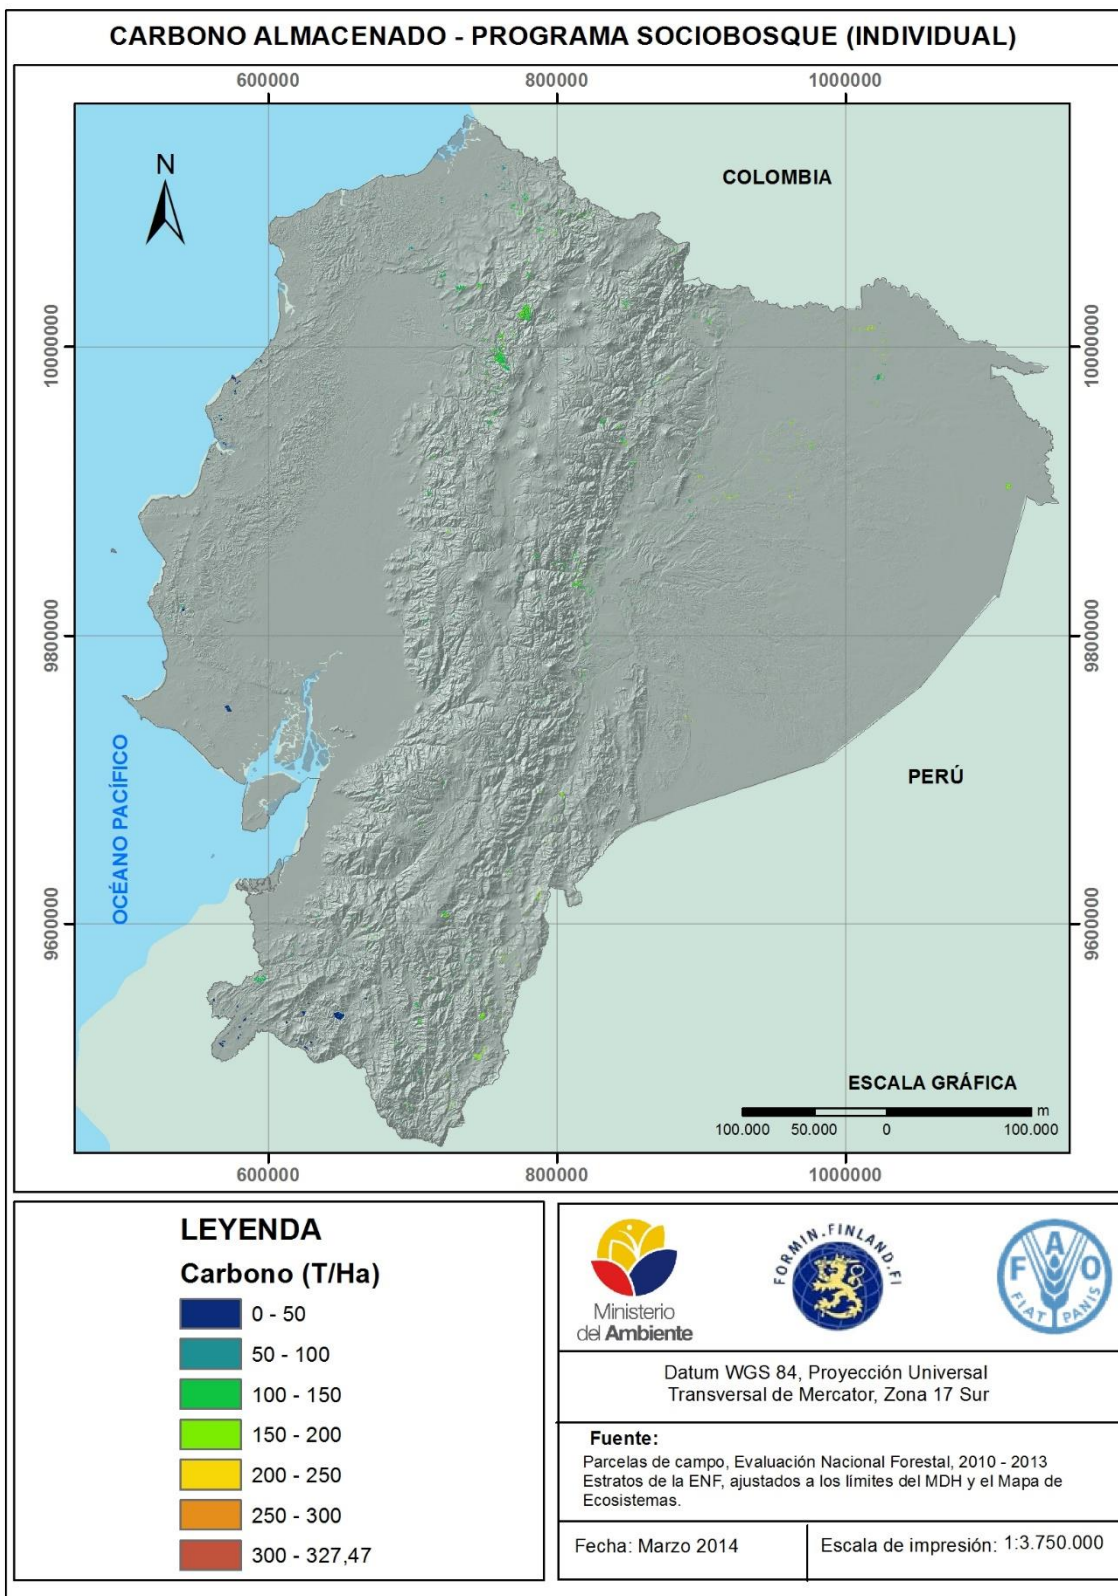 CARBONO ALMACENADO - PROGRAMA SOCIOBOSQUE (INDIVIDUAL)
600000
800000
1000000
N
COLOMBIA
10000000
10000000
9800000
9800000
OCÉANO PACÍFICO
PERÚ
9600000
9600000
ESCALA GRÁFICA
m
100.000
50.000
0
100.000
600000
800000
1000000
LEYENDA
Carbono (T/Ha)
0 - 50
50 - 100
100 - 150
150 - 200
200 - 250
250 - 300
300 - 327,47
Ministerio
del Ambiente
FORMIN.FINLAND.FI
F A O
FIAT PANIS
Datum WGS 84, Proyección Universal
Transversal de Mercator, Zona 17 Sur
Fuente:
Parcelas de campo, Evaluación Nacional Forestal, 2010 - 2013
Estratos de la ENF, ajustados a los límites del MDH y el Mapa de
Ecosistemas.
Fecha: Marzo 2014
Escala de impresión: 1:3.750.000